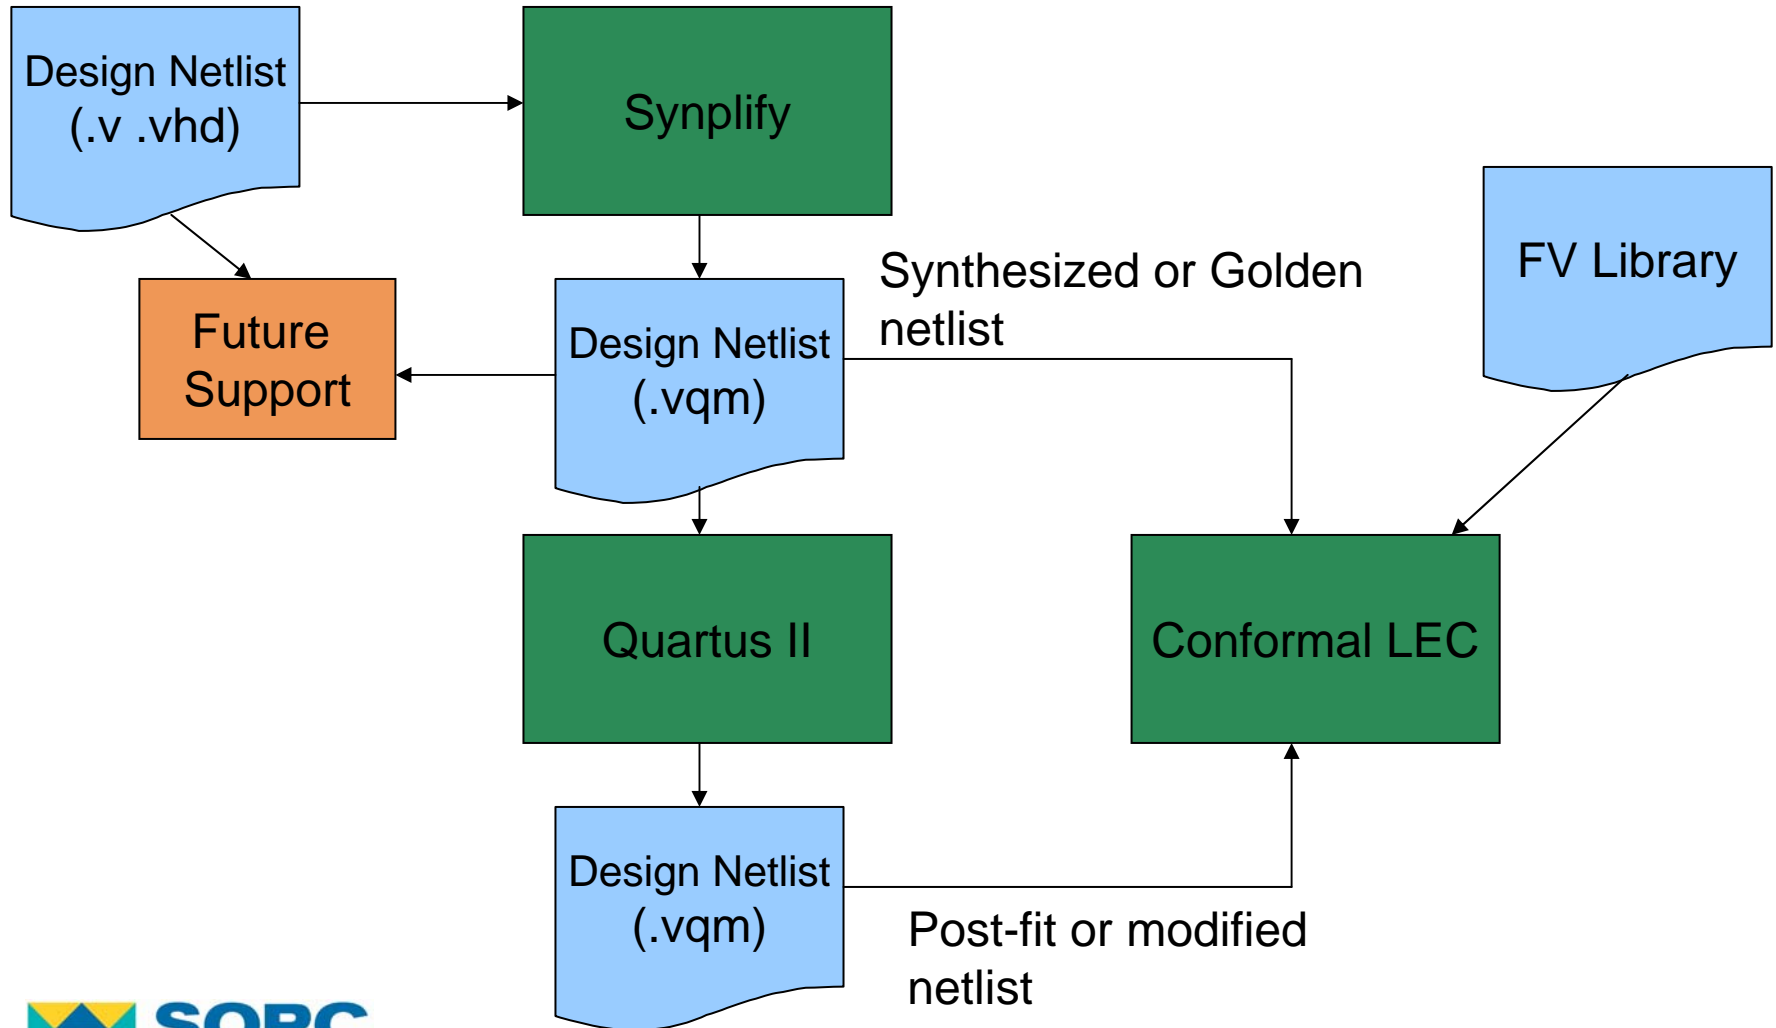 Design Netlist
(.v .vhd)
Synplify
FV Library
Synthesized or Golden
netlist
Future
Support
Design Netlist
(.vqm)
Quartus II
Conformal LEC
Design Netlist
(.vqm)
Post-fit or modified
netlist
SOPC